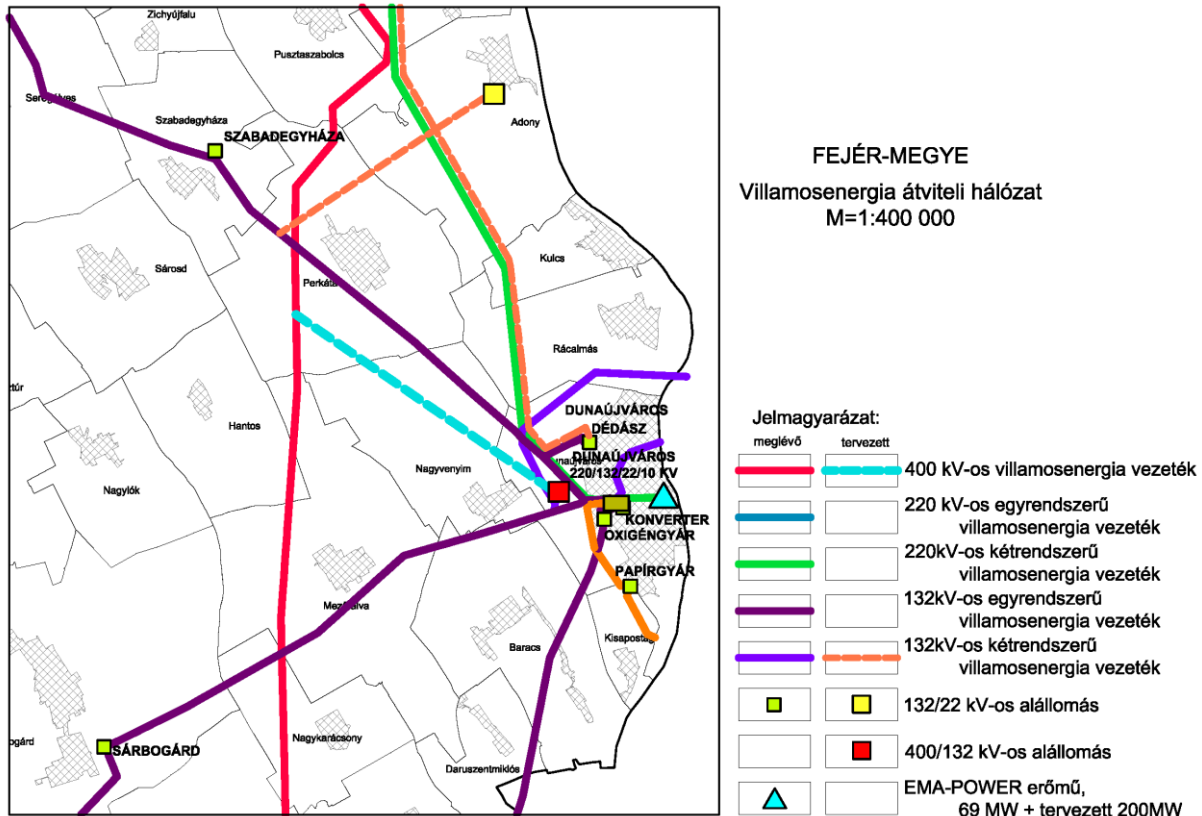 Zichyújfalu
Pusztaszabolcs
Seregélyes
Szabadegyháza
SZABADEGYHÁZA
Adony
Sárosd
Perkáta
Kulcs
Rácalmás
Hantos
Nagylók
Nagyvenyim
DUNAÚJVÁROS
DÉDÁSZ
DUNAÚJVÁROS
unaújváros
220/132/22/10 KV
KONVERTER
OXIGÉNGYÁR
PAPÍRGYÁR
Kisapostag
Baracs
Nagykarácsony
Daruszentmiklós
SÁRBOGÁRD
ogárd
FEJÉR-MEGYE
Villamosenergia átviteli hálózat
M=1:400 000
Jelmagyarázat:
meglévő tervezett
400 kV-os villamosenergia vezeték
220 kV-os egyrendszerű
villamosenergia vezeték
220kV-os kétrendszerű
villamosenergia vezeték
132kV-os egyrendszerű
villamosenergia vezeték
132kV-os kétrendszerű
villamosenergia vezeték
132/22 kV-os alállomás
400/132 kV-os alállomás
EMA-POWER erőmű,
69 MW + tervezett 200MW